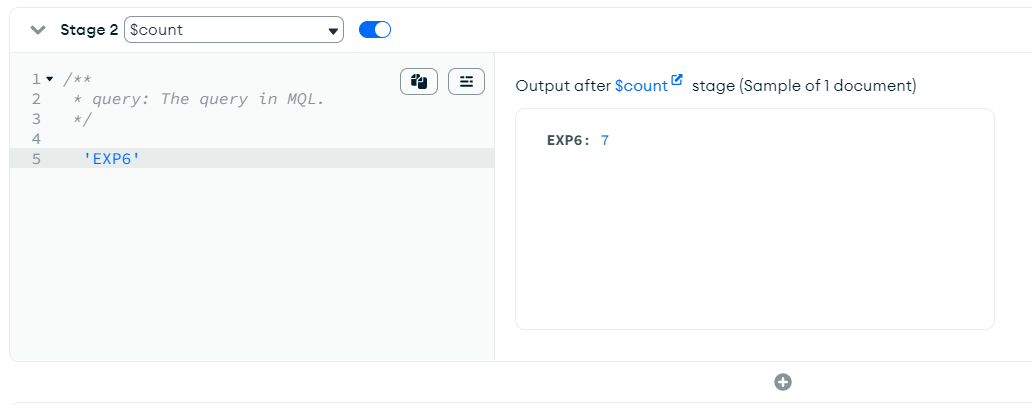 Stage 2 $count
1 /**
2 * query: The query in MQL.
3 */
4
5 'EXP6'
Output after $count stage (Sample of 1 document)
EXP6: 7